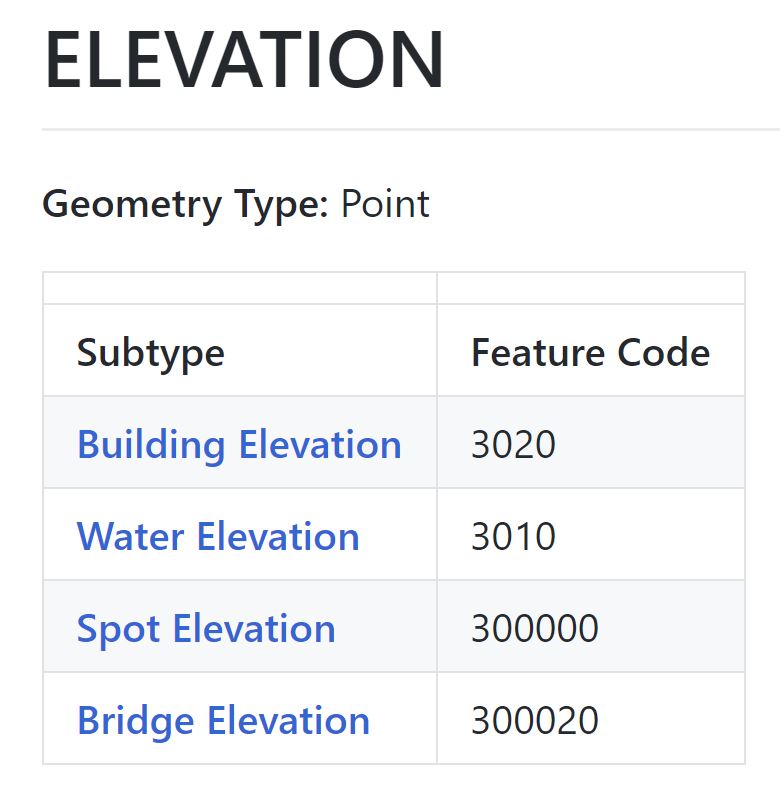 ELEVATION
Geometry Type: Point
Subtype Feature Code
Building Elevation 3020
Water Elevation 3010
Spot Elevation 300000
Bridge Elevation 300020